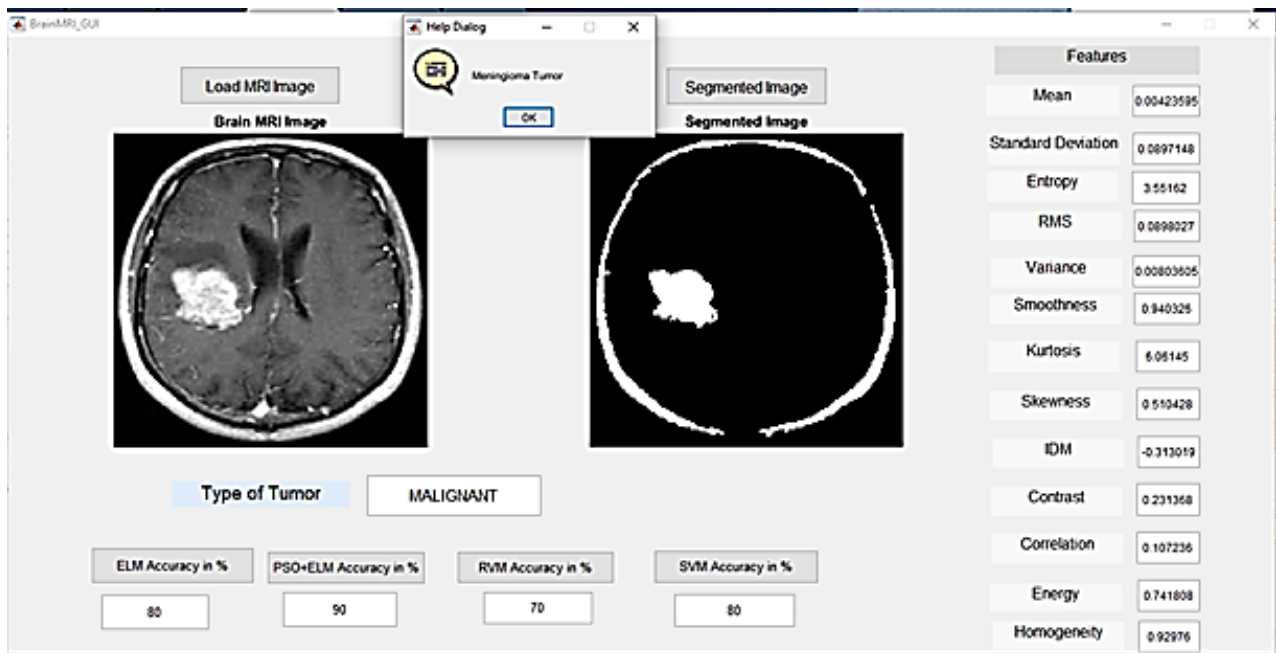 BrainMRI_GUI
Help Dialog
Meningioma Tumor
OK
Load MRI Image
Segmented Image
Brain MRI Image
Segmented Image
Features
Mean 0.00423595
Standard Deviation 0.0897148
Entropy 3.55162
RMS 0.0898027
Variance 0.00803605
Smoothness 0.940325
Kurtosis 6.06145
Skewness 0.510428
IDM -0.313019
Contrast 0.231368
Correlation 0.107236
Energy 0.741808
Homogeneity 0.92976
Type of Tumor MALIGNANT
ELM Accuracy in % PSO+ELM Accuracy in % RVM Accuracy in % SVM Accuracy in %
80 90 70 80